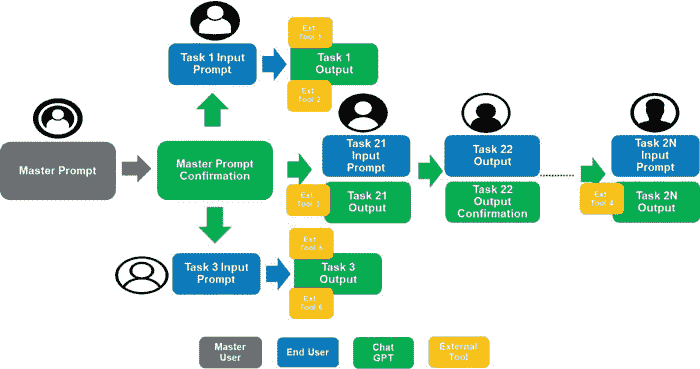 Ext
Tool 1
Task 1 Input
Prompt
Task 1
Output
Ext
Tool 2
Master Prompt
Master Prompt
Confirmation
Task 21
Input
Prompt
Task 22
Output
Task 2N
Input
Prompt
Ext
Tool 3
Task 21
Output
Task 22
Output
Confirmation
Ext
Tool 4
Task 2N
Output
Task 3 Input
Prompt
Ext
Tool 5
Task 3
Output
Ext
Tool 6
Master
User
End User
Chat
GPT
External
Tool